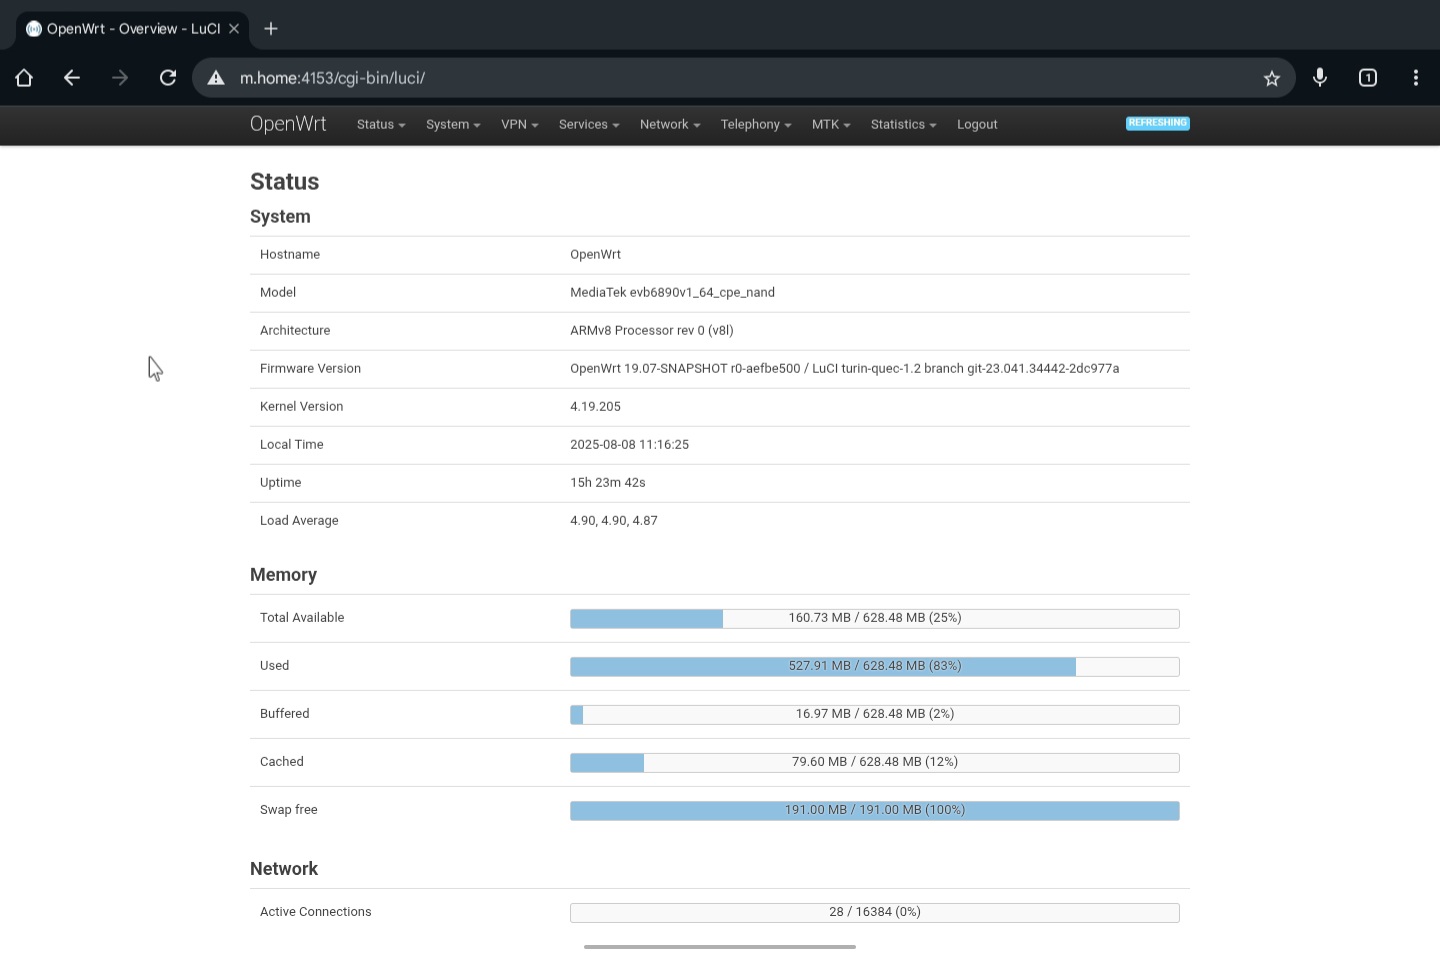 OpenWrt - Overview - LuCI
m.home:4153/cgi-bin/luci/
1
OpenWrt Status System VPN Services Network Telephony MTK Statistics Logout REFRESHING
Status
System
Hostname OpenWrt
Model MediaTek evb6890v1_64_cpe_nand
Architecture ARMv8 Processor rev 0 (v8l)
Firmware Version OpenWrt 19.07-SNAPSHOT r0-aefbe500 / LuCI turin-quec-1.2 branch git-23.041.34442-2dc977a
Kernel Version 4.19.205
Local Time 2025-08-08 11:16:25
Uptime 15h 23m 42s
Load Average 4.90, 4.90, 4.87
Memory
Total Available 160.73 MB / 628.48 MB (25%)
Used 527.91 MB / 628.48 MB (83%)
Buffered 16.97 MB / 628.48 MB (2%)
Cached 79.60 MB / 628.48 MB (12%)
Swap free 191.00 MB / 191.00 MB (100%)
Network
Active Connections 28 / 16384 (0%)